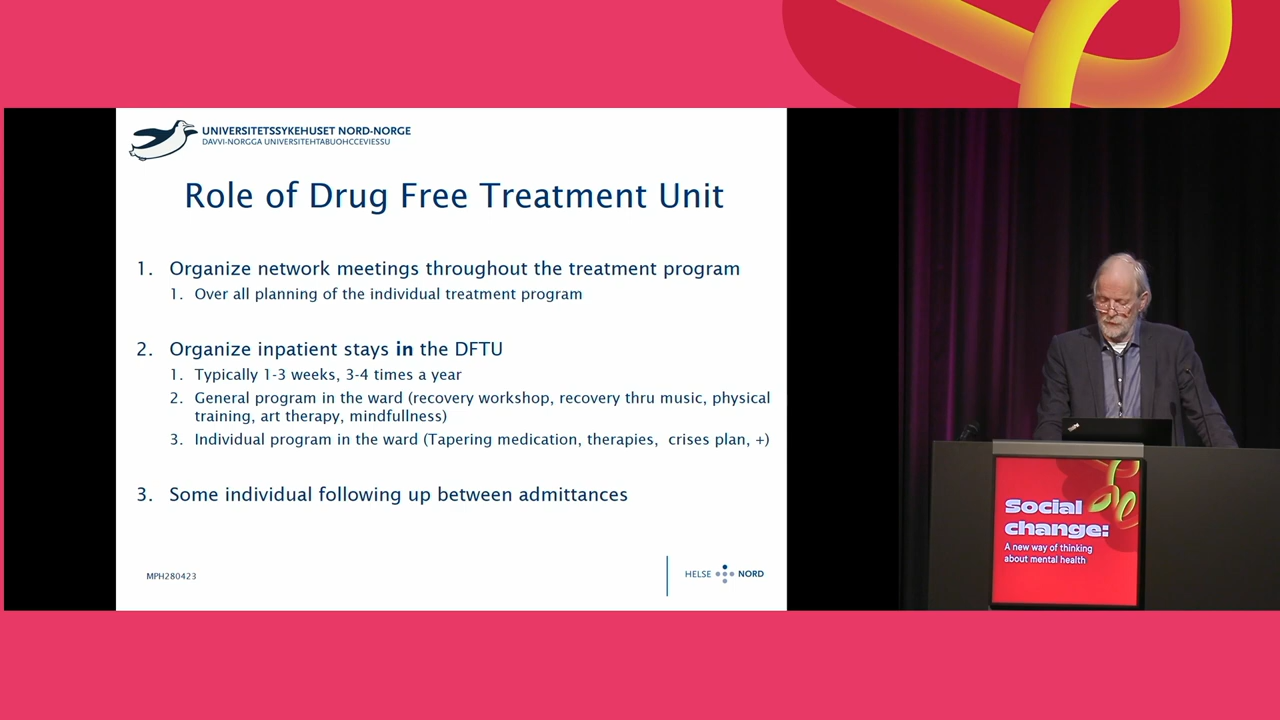 UNIVERSITETSSYKEHUSET NORD-NORGE
DAVVI-NORGGA UNIVERSITEHTABUOHCCEVIESSU
Role of Drug Free Treatment Unit
1. Organize network meetings throughout the treatment program
1. Over all planning of the individual treatment program
2. Organize inpatient stays in the DFTU
1. Typically 1-3 weeks, 3-4 times a year
2. General program in the ward (recovery workshop, recovery thru music, physical
training, art therapy, mindfullness)
3. Individual program in the ward (Tapering medication, therapies, crises plan, +)
3. Some individual following up between admittances
MPH280423
HELSE NORD
Social
change:
A new way of thinking
about mental health